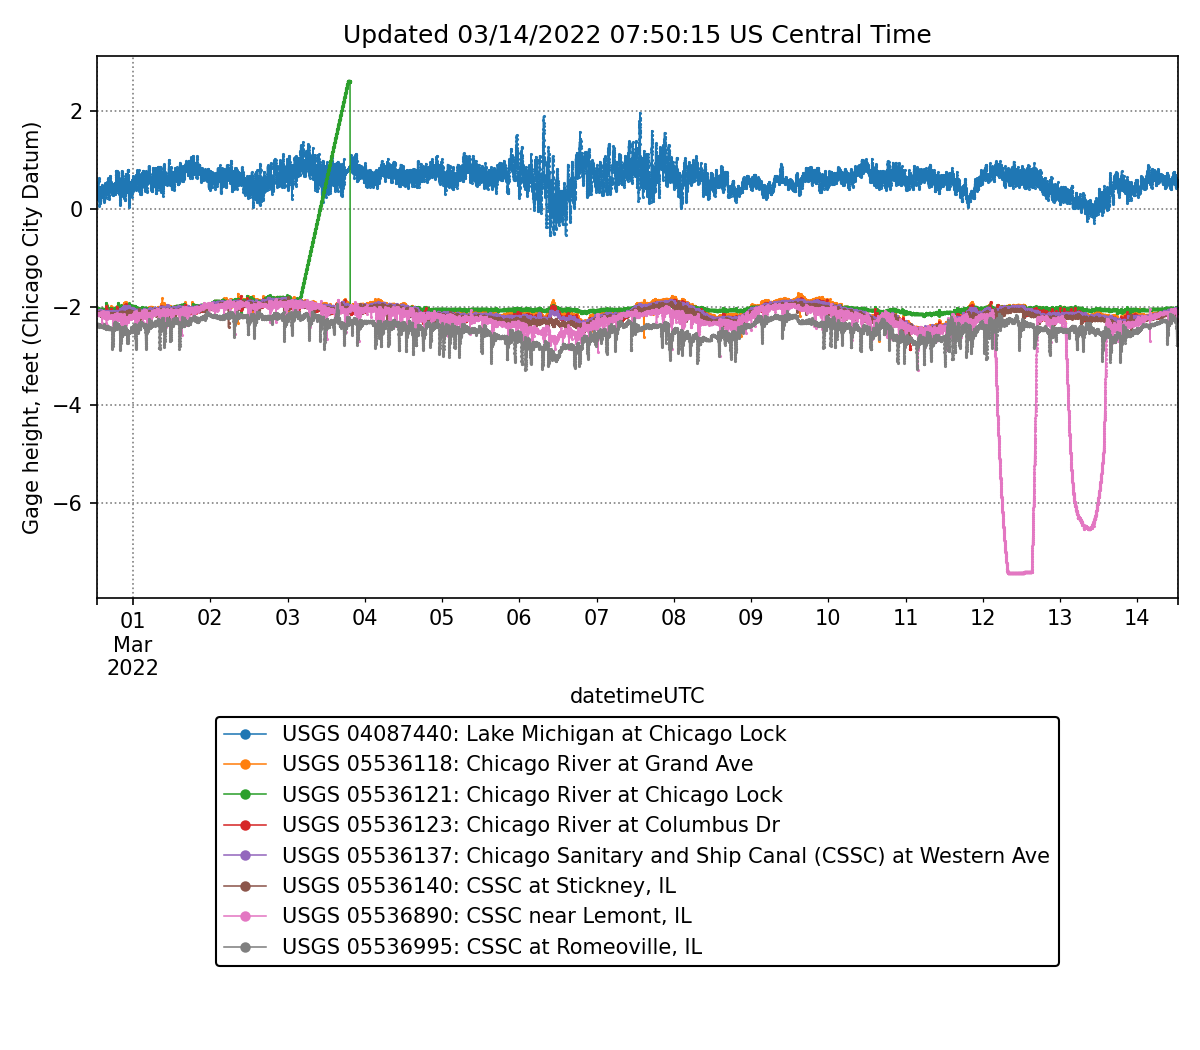 Updated 03/14/2022 07:50:15 US Central Time
Gage height, feet (Chicago City Datum)
2
0
−2
−4
−6
01 02 03 04 05 06 07 08 09 10 11 12 13 14
Mar
2022
datetimeUTC
USGS 04087440: Lake Michigan at Chicago Lock
USGS 05536118: Chicago River at Grand Ave
USGS 05536121: Chicago River at Chicago Lock
USGS 05536123: Chicago River at Columbus Dr
USGS 05536137: Chicago Sanitary and Ship Canal (CSSC) at Western Ave
USGS 05536140: CSSC at Stickney, IL
USGS 05536890: CSSC near Lemont, IL
USGS 05536995: CSSC at Romeoville, IL